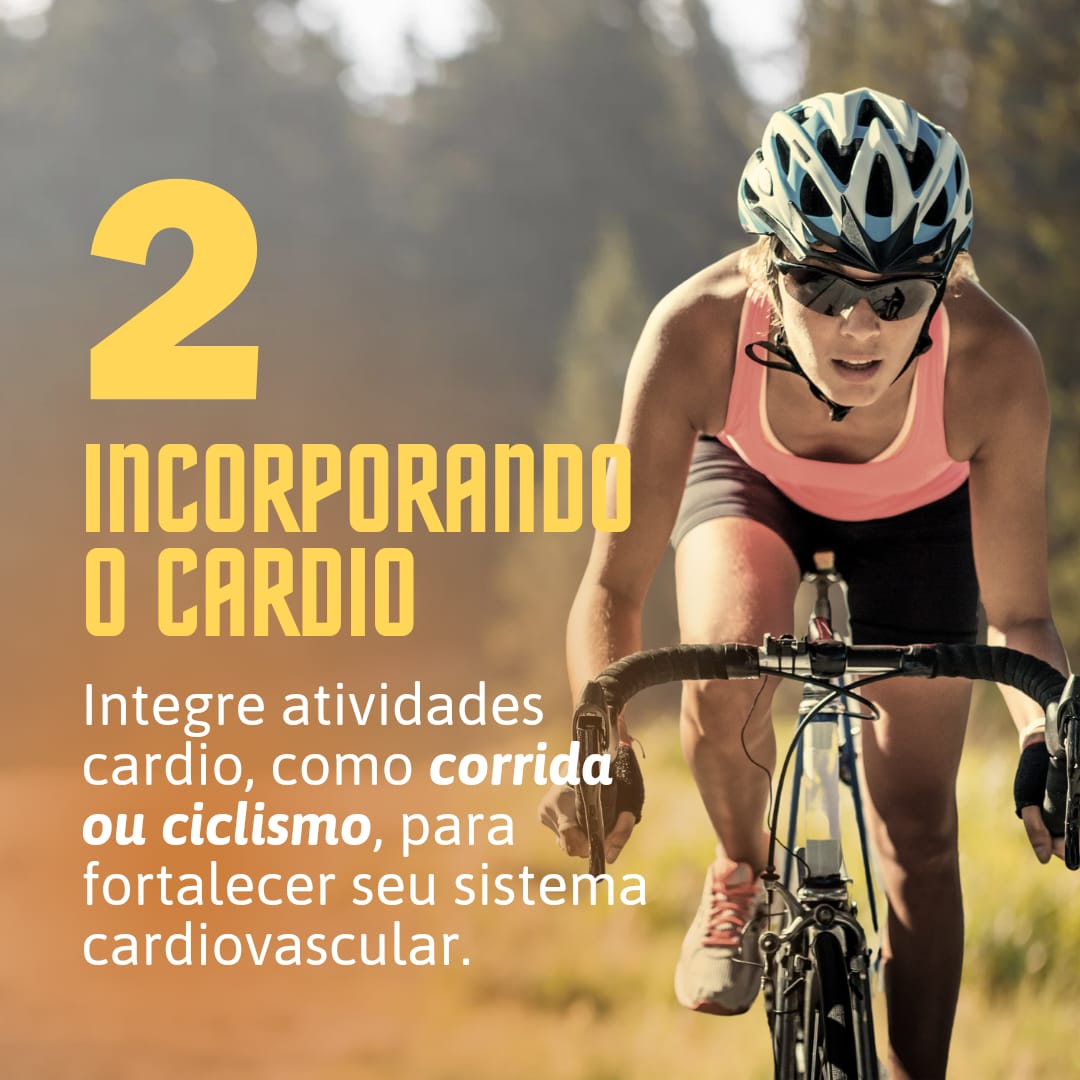 2
INCORPORANDO
O CARDIO
Integre atividades
cardio, como corrida
ou ciclismo, para
fortalecer seu sistema
cardiovascular.